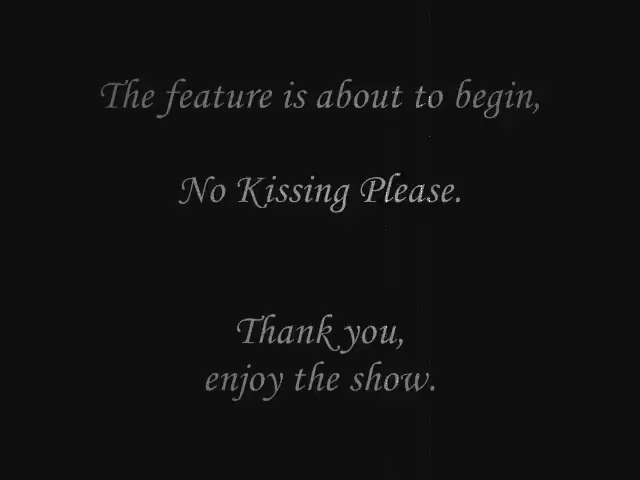 The feature is about to begin,
No Kissing Please.
Thank you,
enjoy the show.